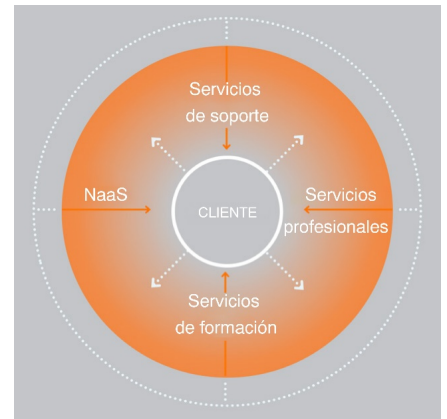 Servicios
de soporte
NaaS
CLIENTE
Servicios
profesionales
Servicios
de formación